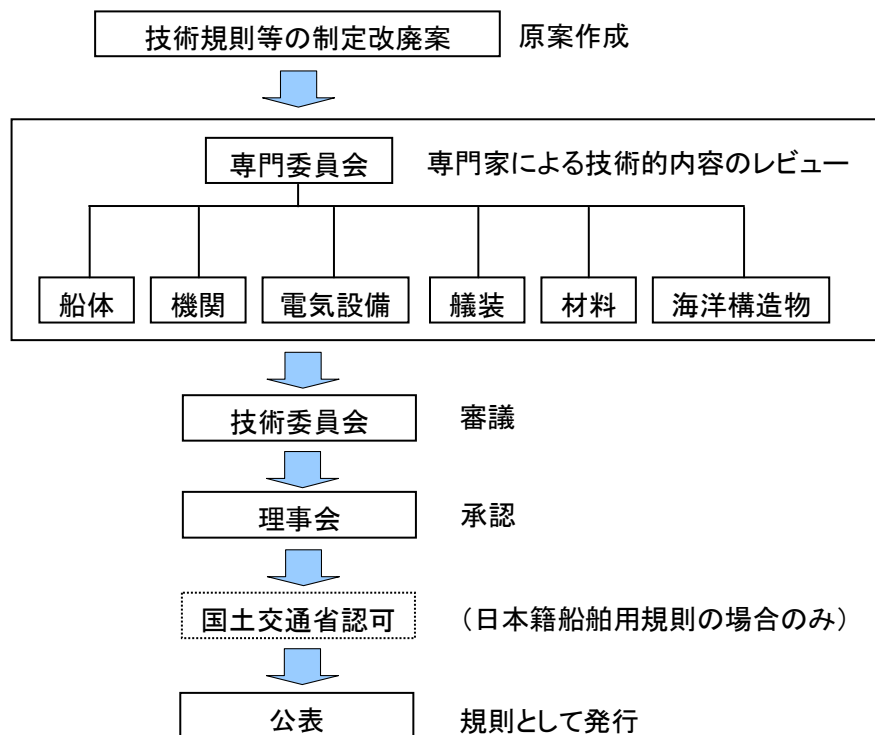 技術規則等の制定改廃案 原案作成
専門委員会 専門家による技術的内容のレビュー
船体 機関 電気設備 艤装 材料 海洋構造物
技術委員会 審議
理事会 承認
国土交通省認可 （日本籍船舶用規則の場合のみ）
公表 規則として発行